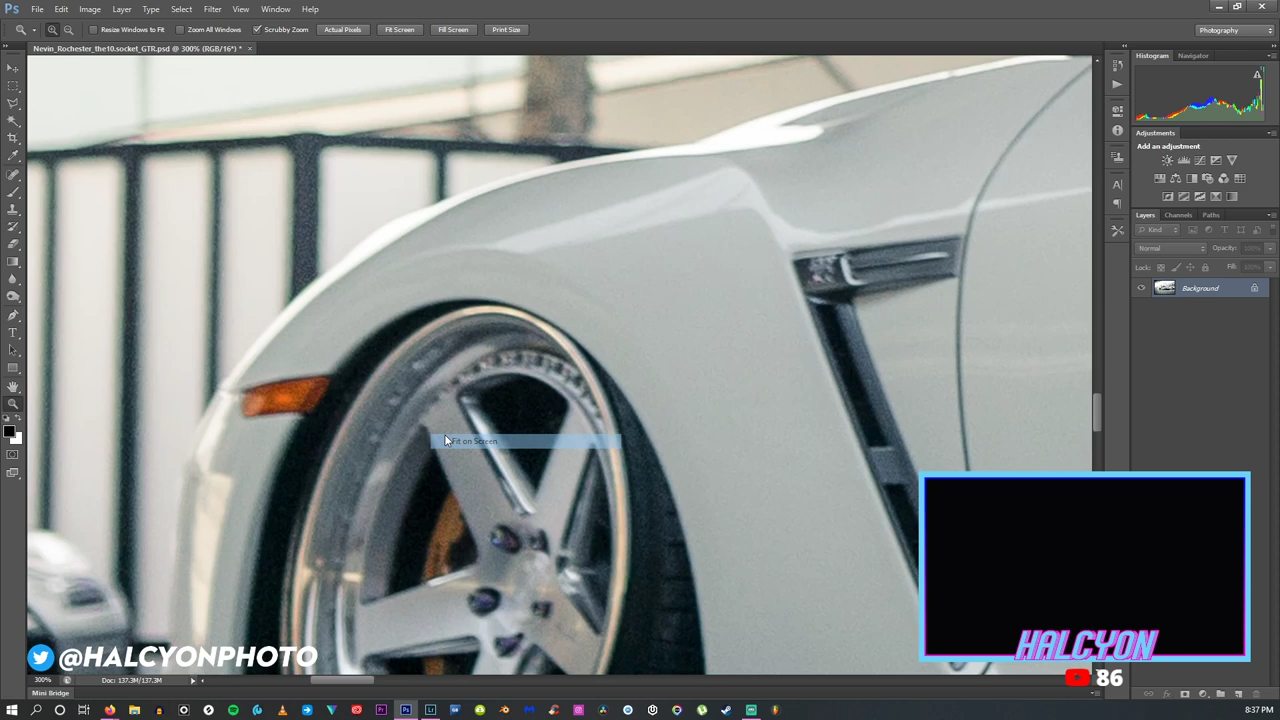 Ps File Edit Image Layer Type Select Filter View Window Help
Resize Windows to Fit Zoom All Windows Scrubby Zoom Actual Pixels Fit Screen Fill Screen Print Size Photography
Nevin_Rochester_the10.socket_GTR.psd @ 300% (RGB/16*) * ×
Histogram Navigator
Adjustments
Add an adjustment
Layers Channels Paths
Kind
Normal Opacity: 100%
Lock: Fill: 100%
Background
Fit on Screen
@HALCYONPHOTO
HALCYON
86
300% Doc: 137.3M/137.3M
Mini Bridge
8:37 PM